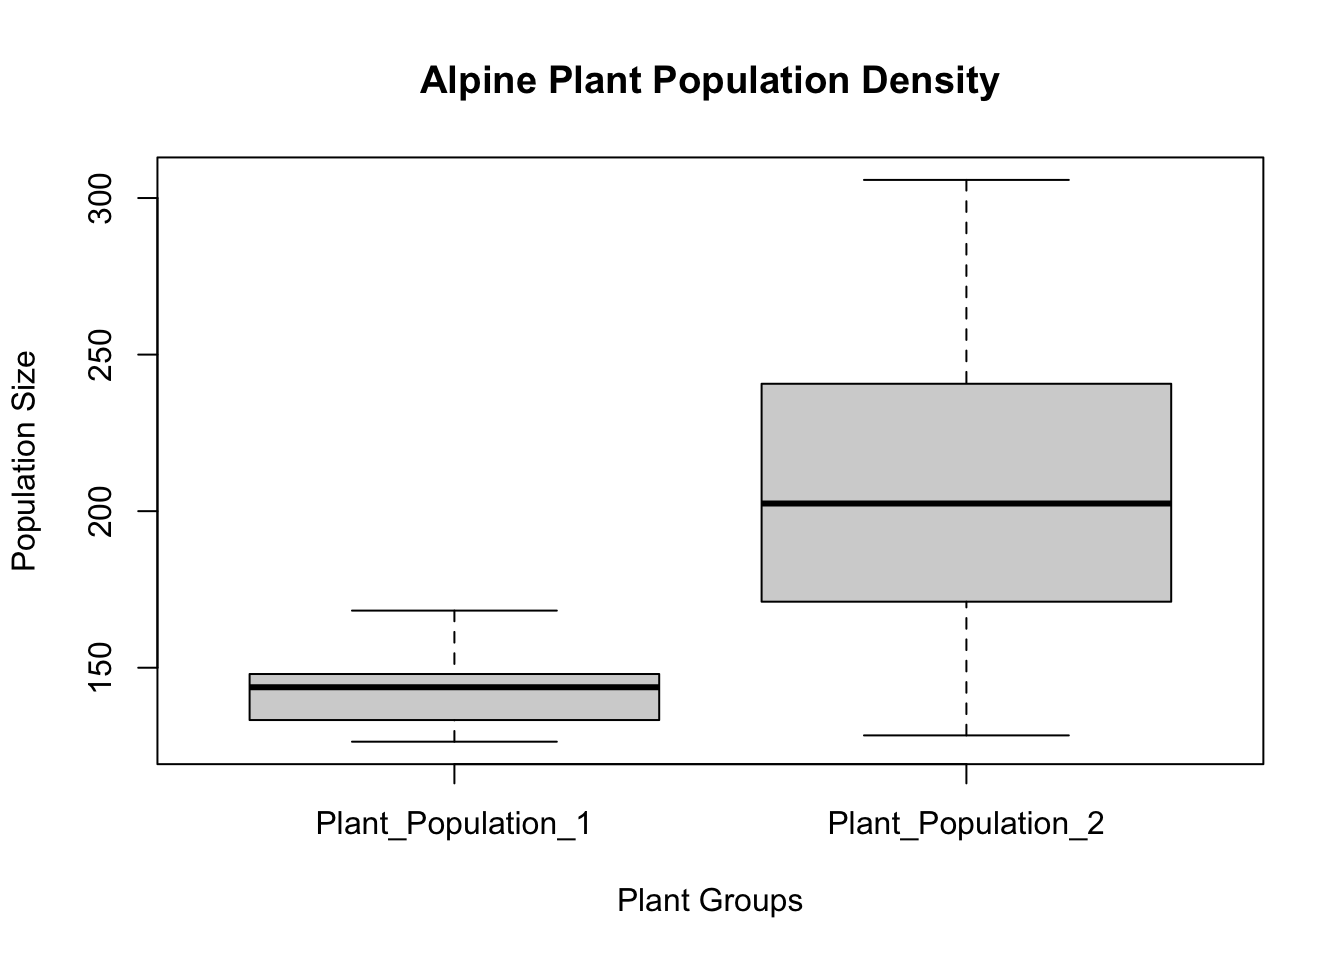 Alpine Plant Population Density
Population Size
300
250
200
150
Plant_Population_1
Plant_Population_2
Plant Groups